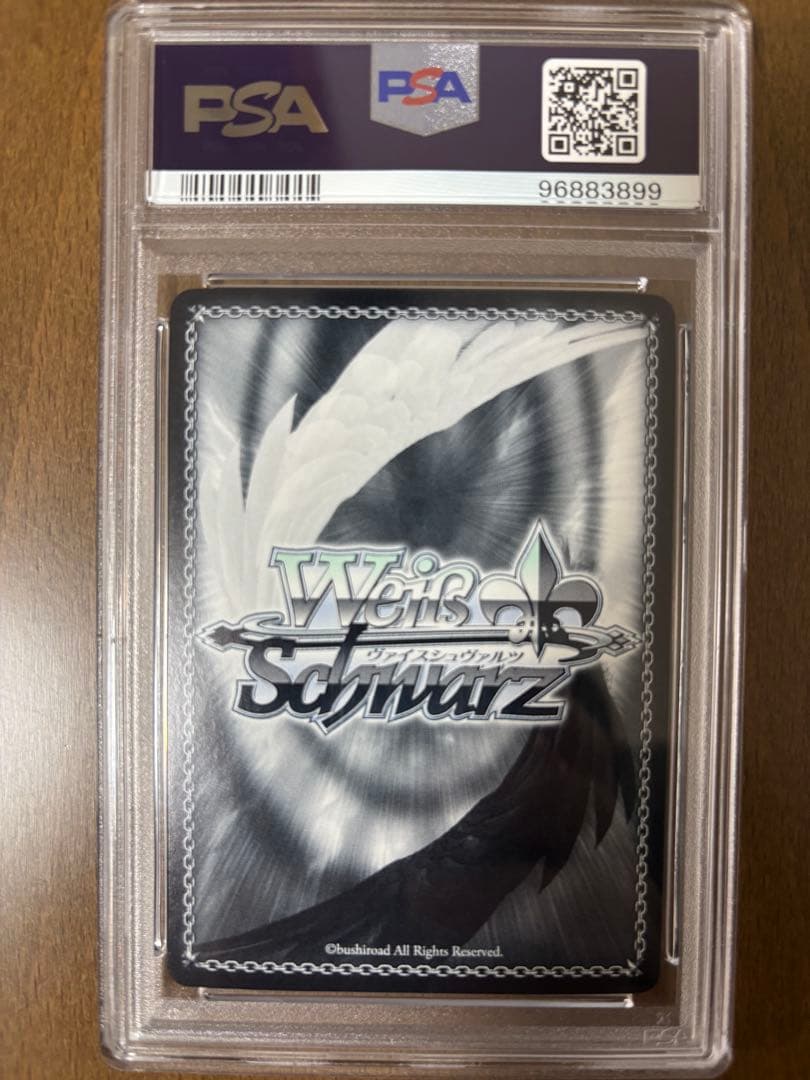 PSA
PSA
96883899
Weiß
ヴァイスシュヴァルツ
Schwarz
©bushiroad All Rights Reserved.
PSA